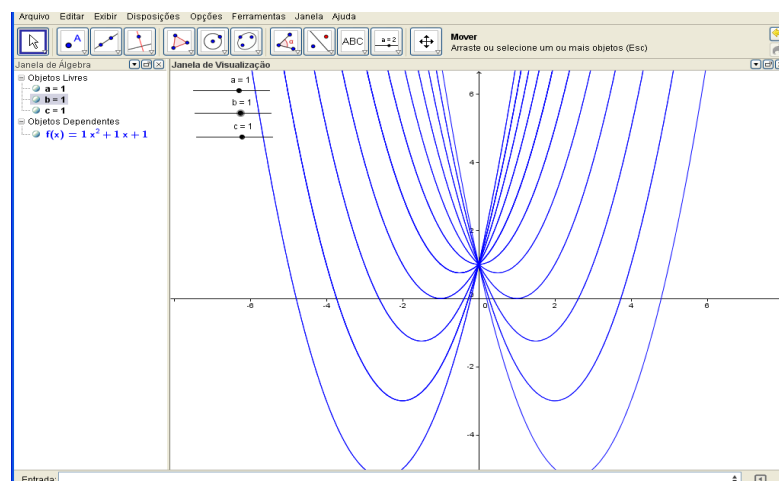 Arquivo Editar Exibir Disposições Opções Ferramentas Janela Ajuda
A
ABC
a = 2
Mover
Arraste ou selecione um ou mais objetos (Esc)
Janela de Álgebra
Janela de Visualização
Objetos Livres
a = 1
b = 1
c = 1
Objetos Dependentes
f(x) = 1 x² + 1 x + 1
a = 1
b = 1
c = 1
6
4
2
0
-6 -4 -2 0 2 4 6
-2
-4
Entrada: